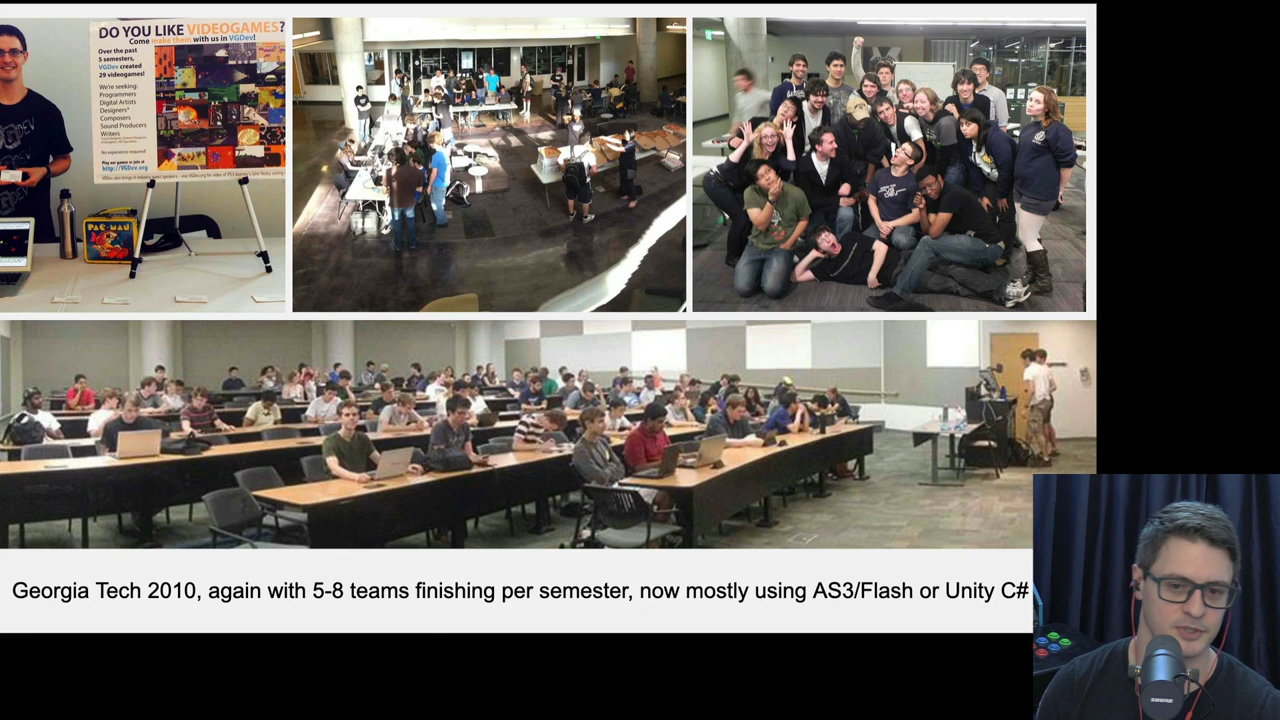 DO YOU LIKE VIDEOGAMES?
Come make them with us in VGDev!
Over the past
5 semesters,
VGDev created
29 videogames!
We're seeking:
Programmers
Digital Artists
Designers*
Composers
Sound Producers
Writers
No experience required!
Play our games or join at
http://VGDev.org
PAC-MAN
Georgia Tech 2010, again with 5-8 teams finishing per semester, now mostly using AS3/Flash or Unity C#
SHURE